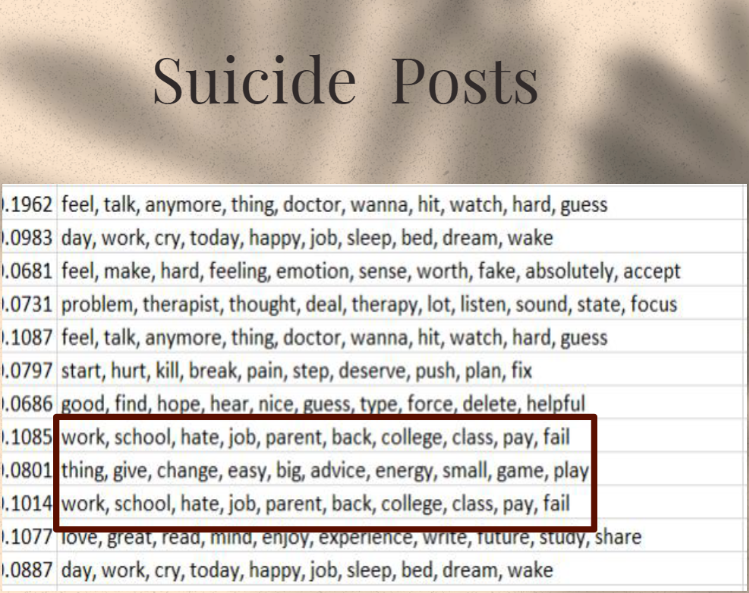 Suicide Posts
.1962 feel, talk, anymore, thing, doctor, wanna, hit, watch, hard, guess
.0983 day, work, cry, today, happy, job, sleep, bed, dream, wake
.0681 feel, make, hard, feeling, emotion, sense, worth, fake, absolutely, accept
.0731 problem, therapist, thought, deal, therapy, lot, listen, sound, state, focus
.1087 feel, talk, anymore, thing, doctor, wanna, hit, watch, hard, guess
.0797 start, hurt, kill, break, pain, step, deserve, push, plan, fix
.0686 good, find, hope, hear, nice, guess, type, force, delete, helpful
.1085 work, school, hate, job, parent, back, college, class, pay, fail
.0801 thing, give, change, easy, big, advice, energy, small, game, play
.1014 work, school, hate, job, parent, back, college, class, pay, fail
.1077 love, great, read, mind, enjoy, experience, write, future, study, share
.0887 day, work, cry, today, happy, job, sleep, bed, dream, wake